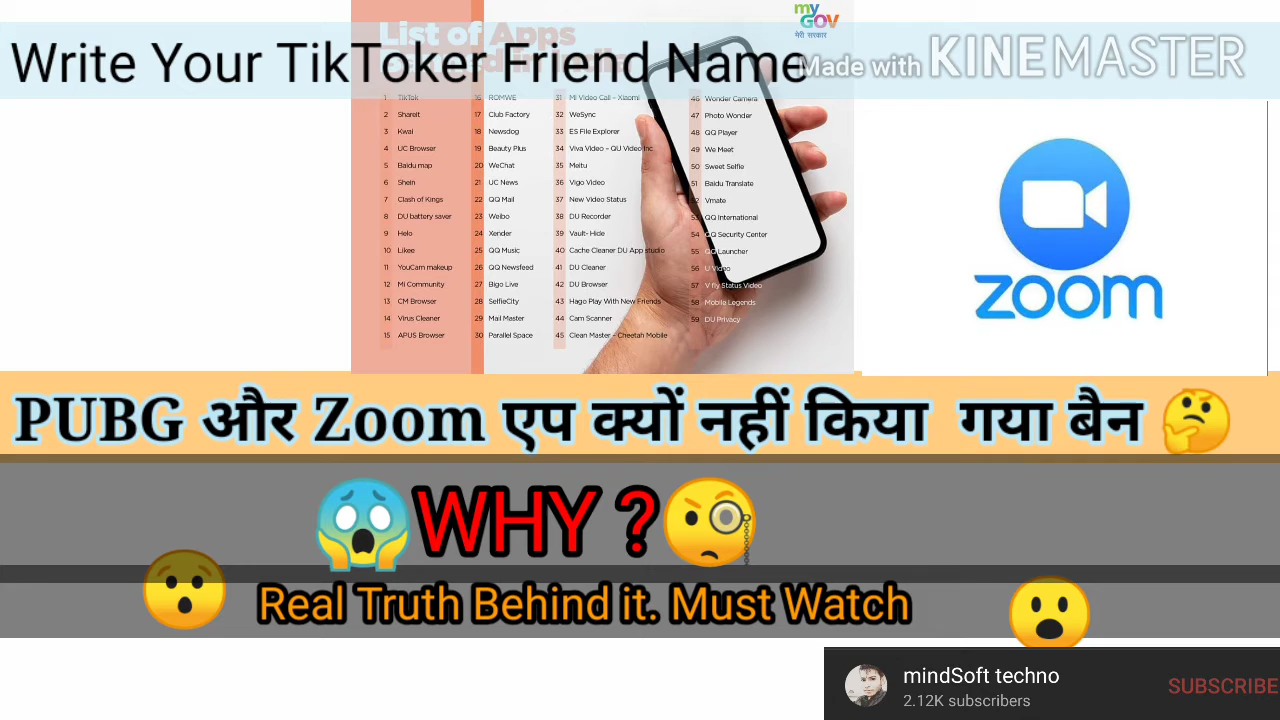 my
GOV
मेरी सरकार
List of Apps
Write Your TikToker Friend Name
Made with KINEMASTER
1 TikTok
2 Shareit
3 Kwai
4 UC Browser
5 Baidu map
6 Shein
7 Clash of Kings
8 DU battery saver
9 Helo
10 Likee
11 YouCam makeup
12 Mi Community
13 CM Browser
14 Virus Cleaner
15 APUS Browser
16 ROMWE
17 Club Factory
18 Newsdog
19 Beauty Plus
20 WeChat
21 UC News
22 QQ Mail
23 Weibo
24 Xender
25 QQ Music
26 QQ Newsfeed
27 Bigo Live
28 SelfieCity
29 Mail Master
30 Parallel Space
31 Mi Video Call – Xiaomi
32 WeSync
33 ES File Explorer
34 Viva Video – QU Video Inc
35 Meitu
36 Vigo Video
37 New Video Status
38 DU Recorder
39 Vault- Hide
40 Cache Cleaner DU App studio
41 DU Cleaner
42 DU Browser
43 Hago Play With New Friends
44 Cam Scanner
45 Clean Master – Cheetah Mobile
46 Wonder Camera
47 Photo Wonder
48 QQ Player
49 We Meet
50 Sweet Selfie
51 Baidu Translate
52 Vmate
53 QQ International
54 QQ Security Center
55 QQ Launcher
56 U Video
57 V fly Status Video
58 Mobile Legends
59 DU Privacy
zoom
PUBG और Zoom एप क्यों नहीं किया गया बैन 🤔
😱WHY ?🧐
Real Truth Behind it. Must Watch
mindSoft techno
2.12K subscribers
SUBSCRIBE